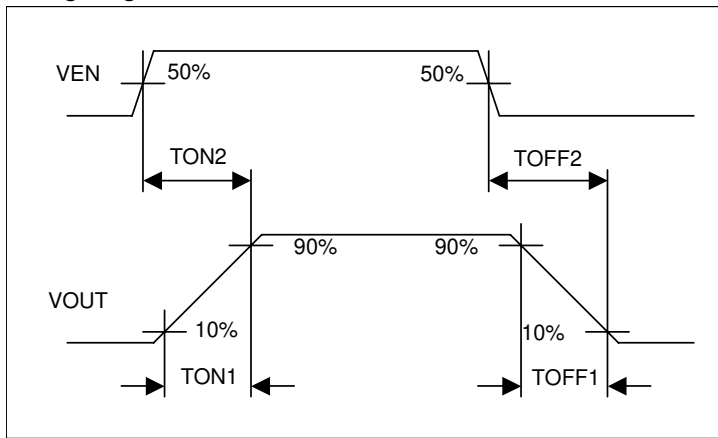 VEN 50% 50%
TON2 TOFF2
90% 90%
VOUT 10% 10%
TON1 TOFF1